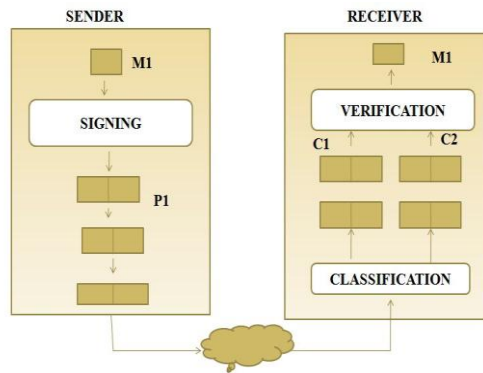 SENDER
M1
SIGNING
P1
RECEIVER
M1
VERIFICATION
C1
C2
CLASSIFICATION